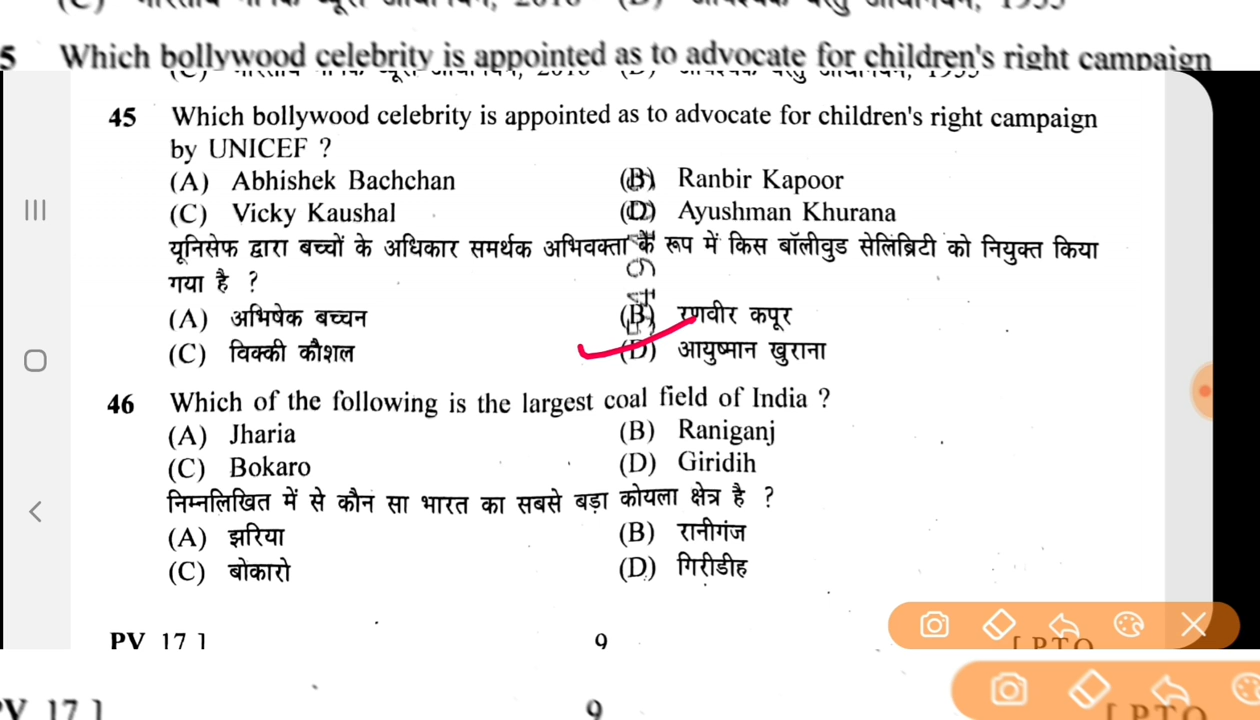 5 Which bollywood celebrity is appointed as to advocate for children's right campaign
45 Which bollywood celebrity is appointed as to advocate for children's right campaign
by UNICEF ?
(A) Abhishek Bachchan (B) Ranbir Kapoor
(C) Vicky Kaushal (D) Ayushman Khurana
यूनिसेफ द्वारा बच्चों के अधिकार समर्थक अभिवक्ता के रूप में किस बॉलीवुड सेलिब्रिटी को नियुक्त किया
गया है ?
(A) अभिषेक बच्चन (B) रणवीर कपूर
(C) विक्की कौशल (D) आयुष्मान खुराना
46 Which of the following is the largest coal field of India ?
(A) Jharia (B) Raniganj
(C) Bokaro (D) Giridih
निम्नलिखित में से कौन सा भारत का सबसे बड़ा कोयला क्षेत्र है ?
(A) झरिया (B) रानीगंज
(C) बोकारो (D) गिरीडीह
PV 17 ] 9 [ PTO
V 17 ] 9 [ PTO